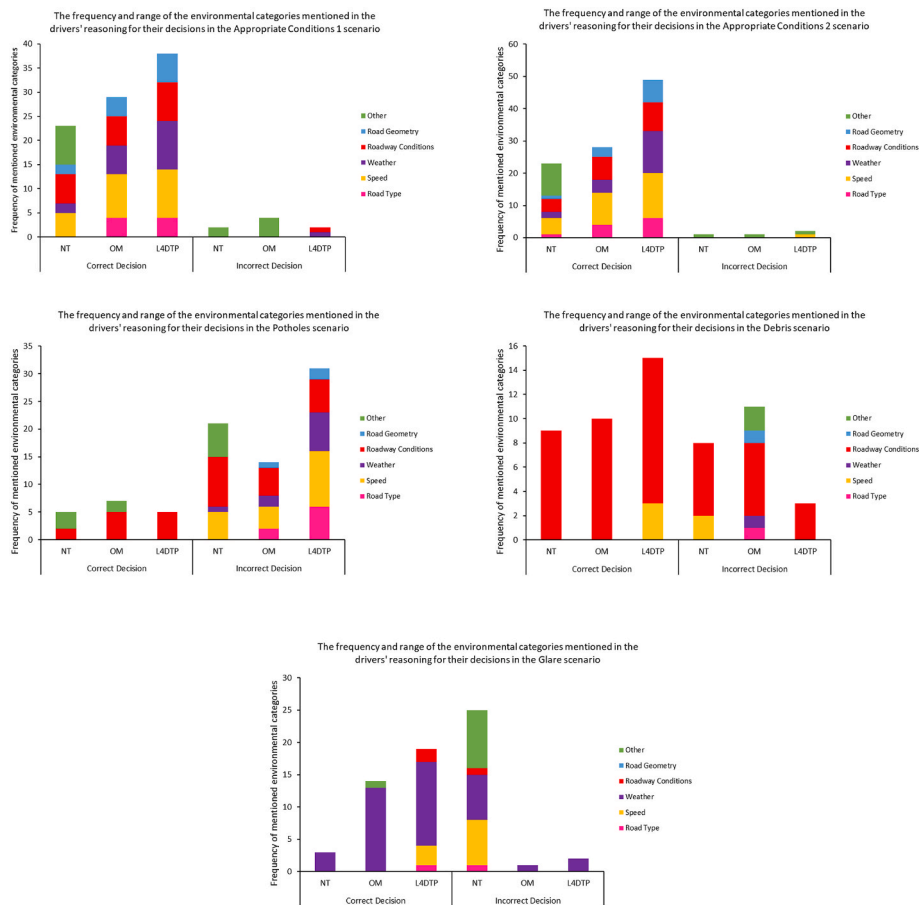 The frequency and range of the environmental categories mentioned in the
drivers' reasoning for their decisions in the Appropriate Conditions 1 scenario
Frequency of mentioned environmental categories
40
35
30
25
20
15
10
5
0
NT
OM
L4DTP
NT
OM
L4DTP
Correct Decision
Incorrect Decision
Other
Road Geometry
Roadway Conditions
Weather
Speed
Road Type
The frequency and range of the environmental categories mentioned in the
drivers' reasoning for their decisions in the Appropriate Conditions 2 scenario
Frequency of mentioned environmental categories
60
50
40
30
20
10
0
NT
OM
L4DTP
NT
OM
L4DTP
Correct Decision
Incorrect Decision
Other
Road Geometry
Roadway Conditions
Weather
Speed
Road Type
The frequency and range of the environmental categories mentioned in the
drivers' reasoning for their decisions in the Potholes scenario
Frequency of mentioned environmental categories
35
30
25
20
15
10
5
0
NT
OM
L4DTP
NT
OM
L4DTP
Correct Decision
Incorrect Decision
Other
Road Geometry
Roadway Conditions
Weather
Speed
Road Type
The frequency and range of the environmental categories mentioned in the
drivers' reasoning for their decisions in the Debris scenario
Frequency of mentioned environmental categories
16
14
12
10
8
6
4
2
0
NT
OM
L4DTP
NT
OM
L4DTP
Correct Decision
Incorrect Decision
Other
Road Geometry
Roadway Conditions
Weather
Speed
Road Type
The frequency and range of the environmental categories mentioned in the
drivers' reasoning for their decisions in the Glare scenario
Frequency of mentioned environmental categories
30
25
20
15
10
5
0
NT
OM
L4DTP
NT
OM
L4DTP
Correct Decision
Incorrect Decision
Other
Road Geometry
Roadway Conditions
Weather
Speed
Road Type